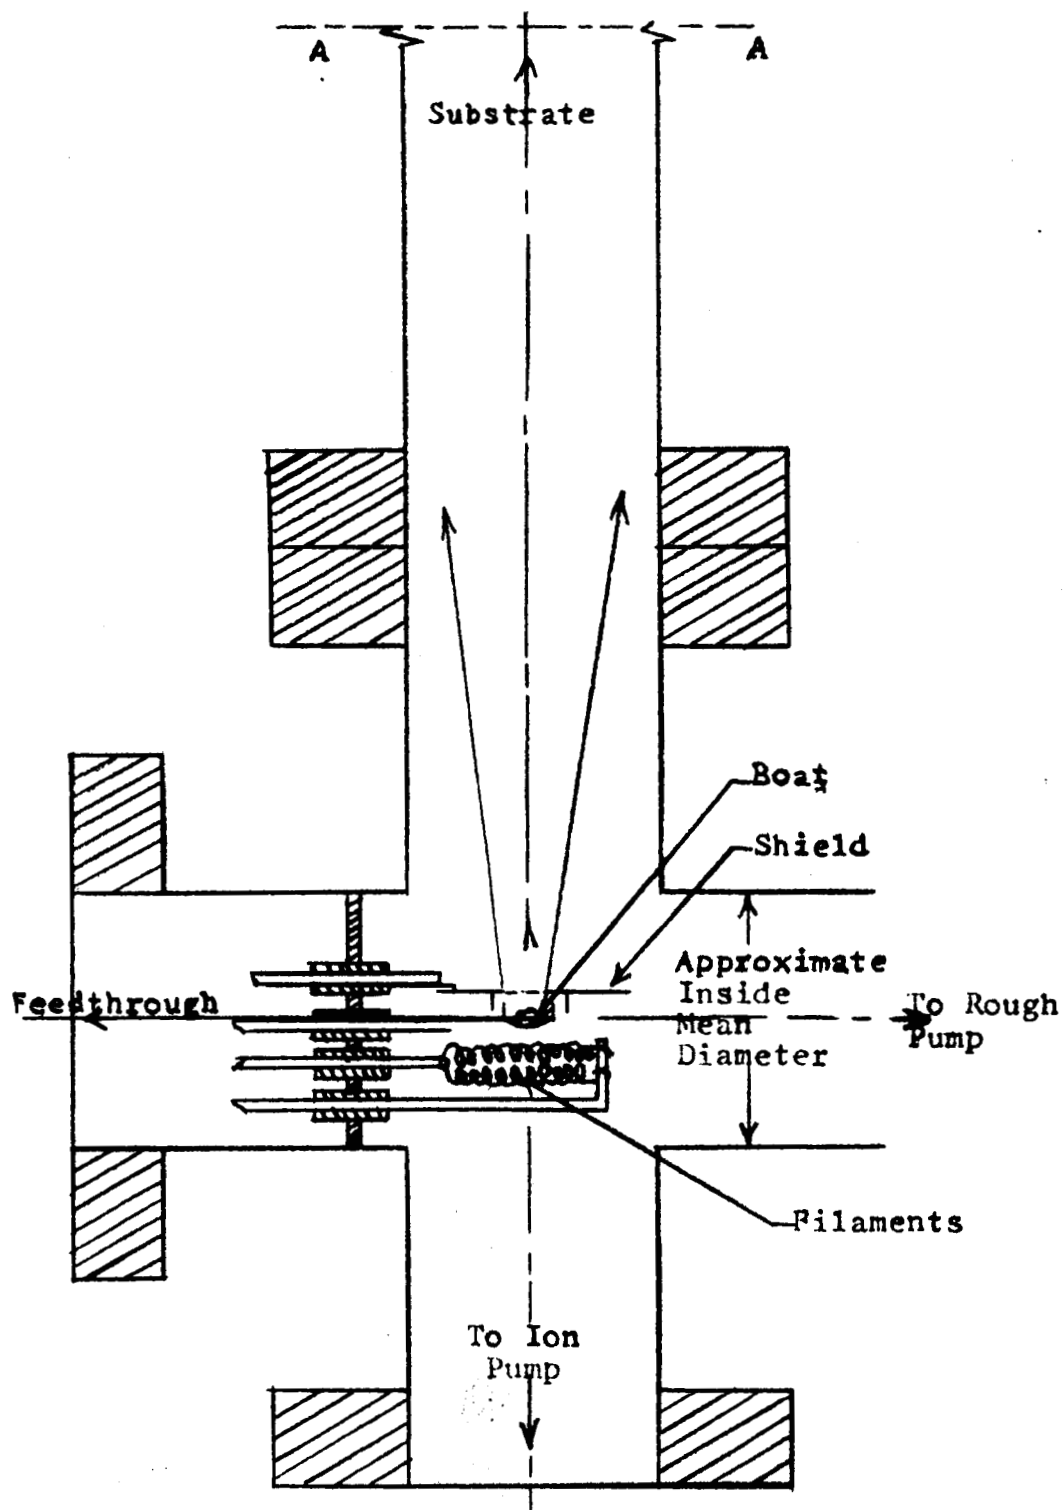 A
A
Substrate
Boat
Shield
Approximate
Inside
Mean
Diameter
Feedthrough
To Rough
Pump
Filaments
To Ion
Pump